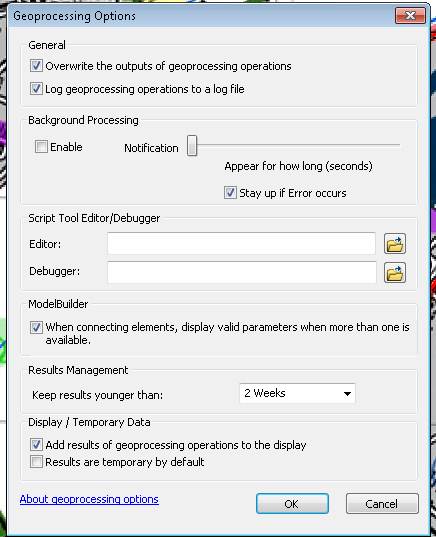 Geoprocessing Options
General
Overwrite the outputs of geoprocessing operations
Log geoprocessing operations to a log file
Background Processing
Enable
Notification
Appear for how long (seconds)
Stay up if Error occurs
Script Tool Editor/Debugger
Editor:
Debugger:
ModelBuilder
When connecting elements, display valid parameters when more than one is
available.
Results Management
Keep results younger than:
2 Weeks
Display / Temporary Data
Add results of geoprocessing operations to the display
Results are temporary by default
About geoprocessing options
OK
Cancel